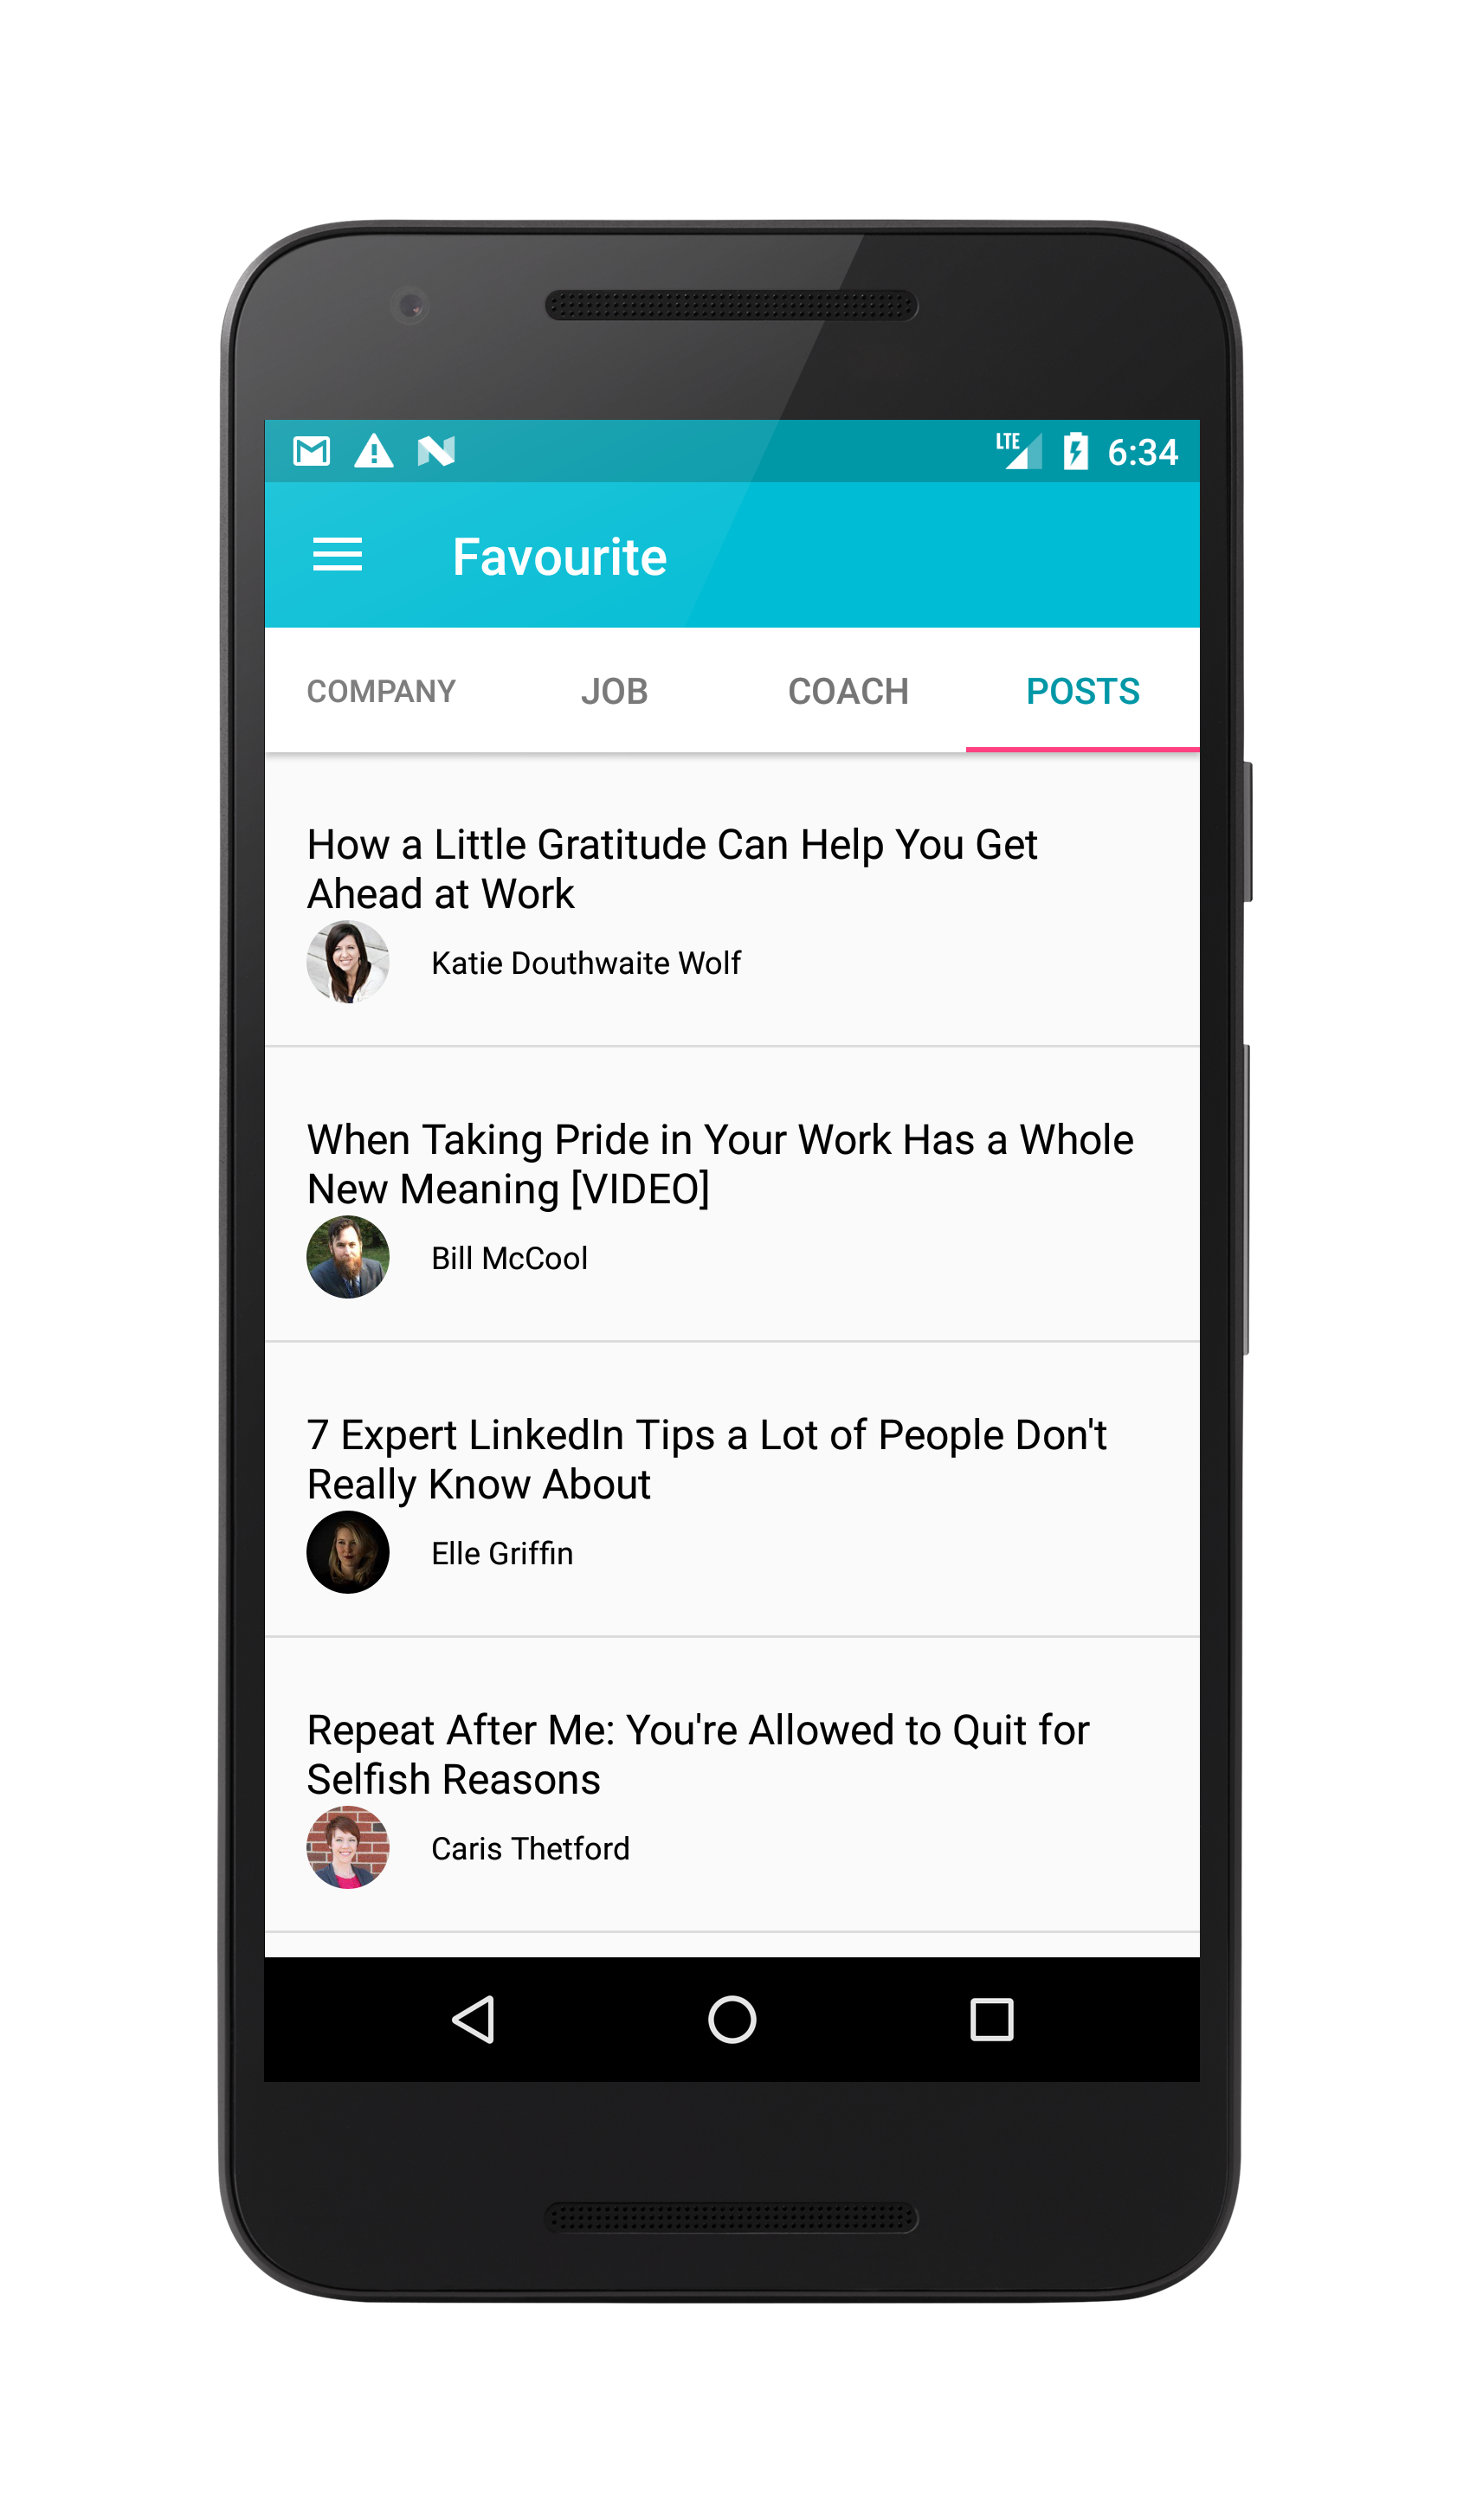 LTE 6:34
Favourite
COMPANY JOB COACH POSTS
How a Little Gratitude Can Help You Get
Ahead at Work
Katie Douthwaite Wolf
When Taking Pride in Your Work Has a Whole
New Meaning [VIDEO]
Bill McCool
7 Expert LinkedIn Tips a Lot of People Don't
Really Know About
Elle Griffin
Repeat After Me: You're Allowed to Quit for
Selfish Reasons
Caris Thetford